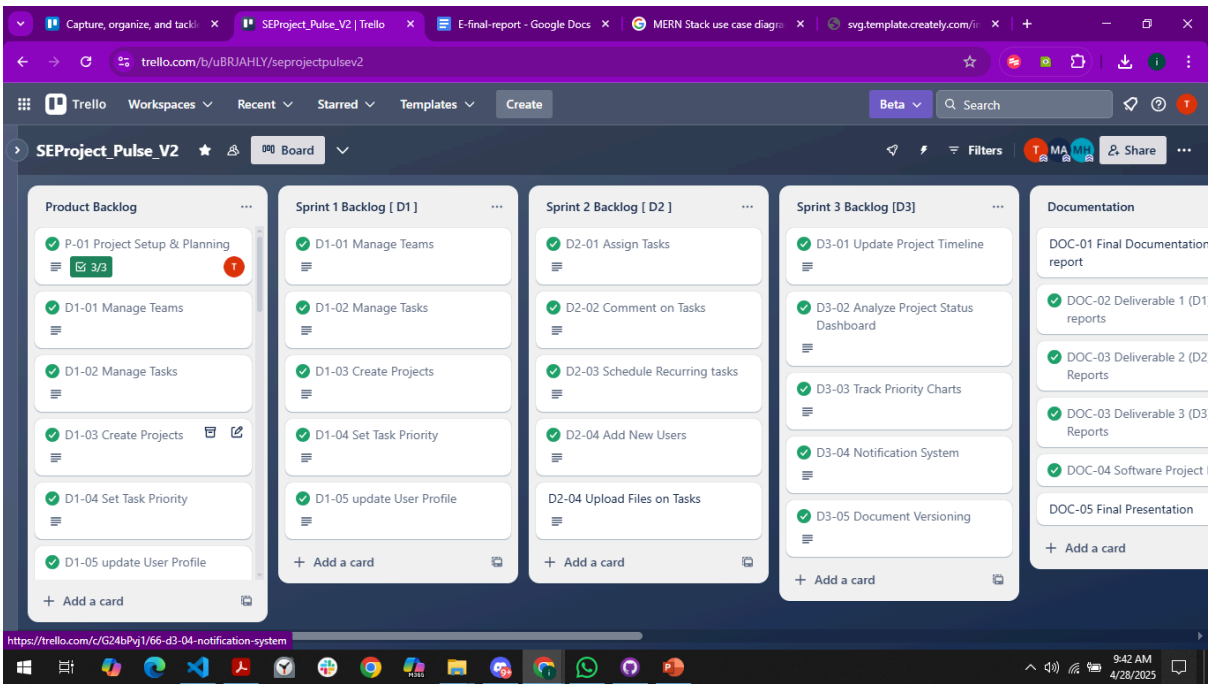 Capture, organize, and tackl
SEProject_Pulse_V2 | Trello
E-final-report - Google Docs
MERN Stack use case diagra
svg.template.creately.com/ir
trello.com/b/uBRJAHLY/seprojectpulsev2
Trello
Workspaces
Recent
Starred
Templates
Create
Beta
Search
T
SEProject_Pulse_V2
Board
Filters
T
MA
MH
Share
Product Backlog
P-01 Project Setup & Planning
3/3
T
D1-01 Manage Teams
D1-02 Manage Tasks
D1-03 Create Projects
D1-04 Set Task Priority
D1-05 update User Profile
+ Add a card
Sprint 1 Backlog [ D1 ]
D1-01 Manage Teams
D1-02 Manage Tasks
D1-03 Create Projects
D1-04 Set Task Priority
D1-05 update User Profile
+ Add a card
Sprint 2 Backlog [ D2 ]
D2-01 Assign Tasks
D2-02 Comment on Tasks
D2-03 Schedule Recurring tasks
D2-04 Add New Users
D2-04 Upload Files on Tasks
+ Add a card
Sprint 3 Backlog [D3]
D3-01 Update Project Timeline
D3-02 Analyze Project Status
Dashboard
D3-03 Track Priority Charts
D3-04 Notification System
D3-05 Document Versioning
+ Add a card
Documentation
DOC-01 Final Documentation
report
DOC-02 Deliverable 1 (D1
reports
DOC-03 Deliverable 2 (D2
Reports
DOC-03 Deliverable 3 (D3
Reports
DOC-04 Software Project
DOC-05 Final Presentation
+ Add a card
https://trello.com/c/G24bPvj1/66-d3-04-notification-system
9:42 AM
4/28/2025